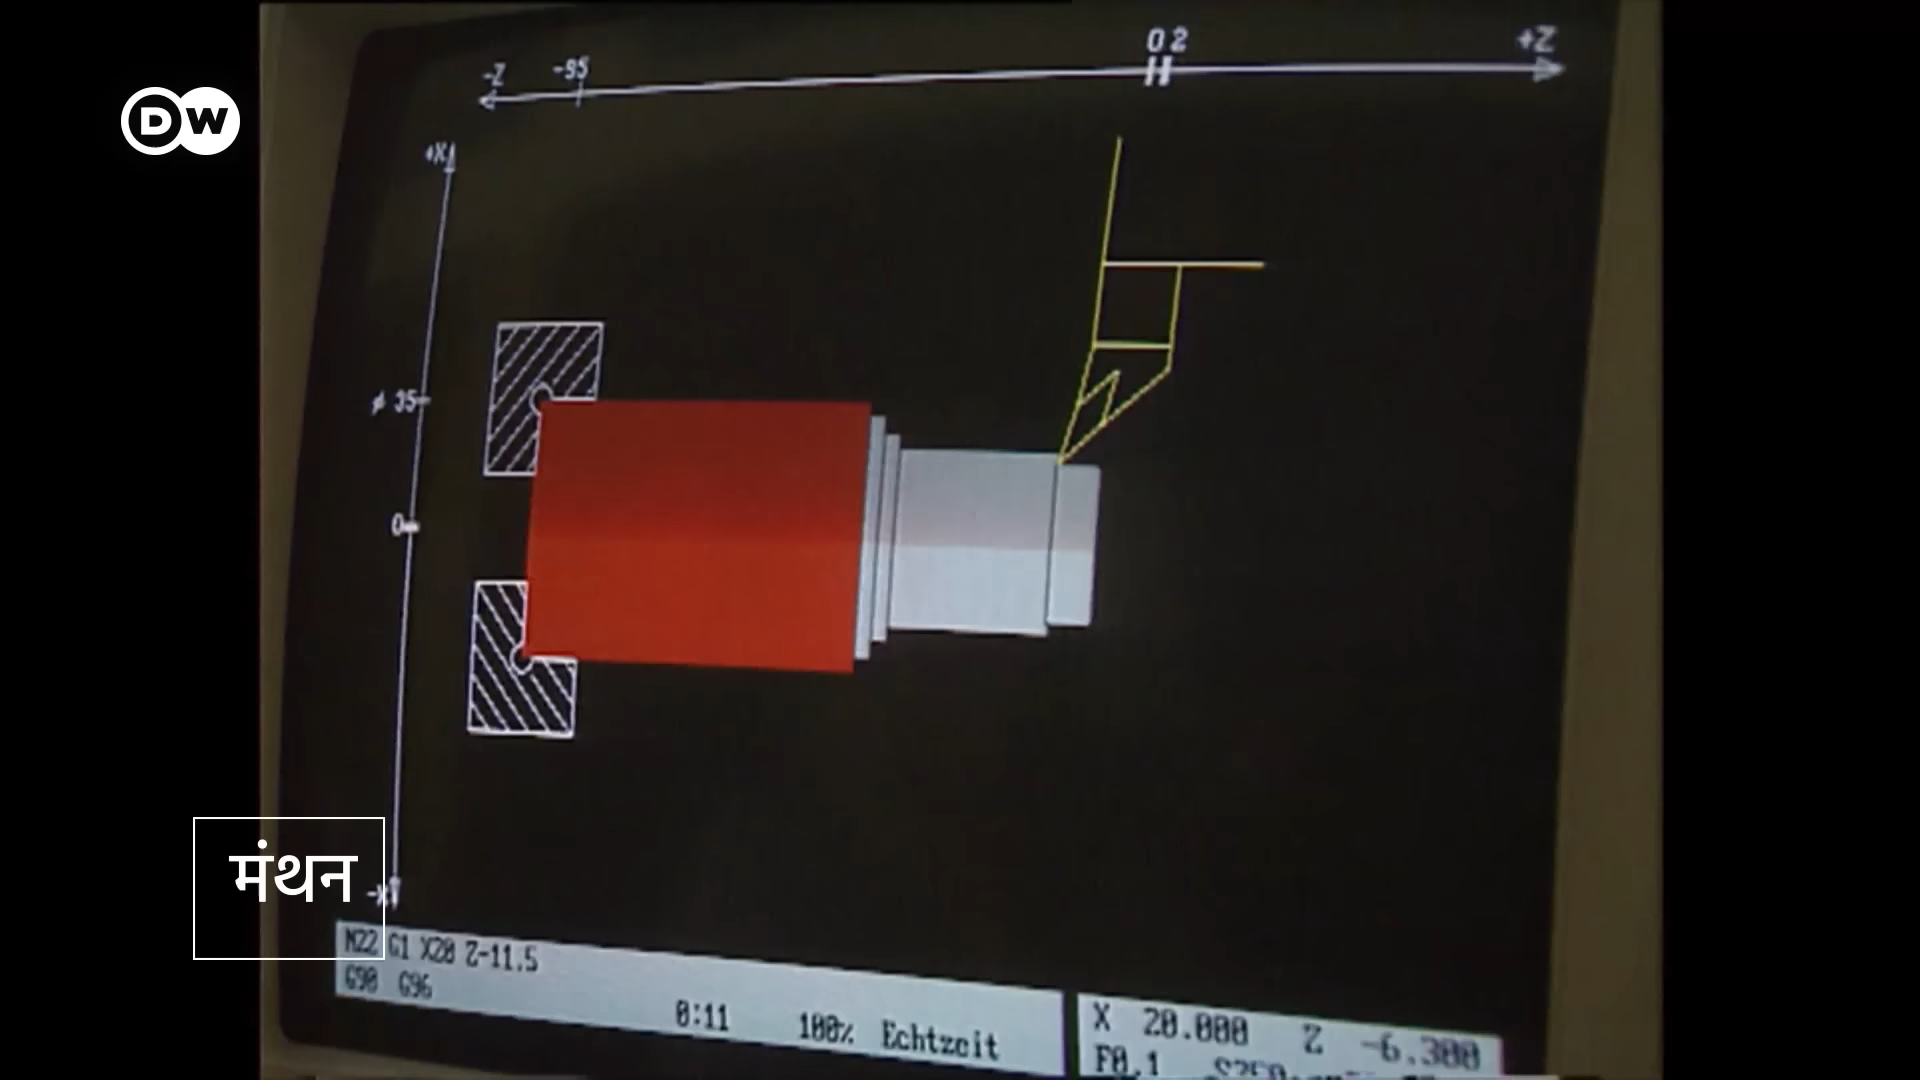 0 2
+Z
-Z
-95
DW
+X
ø 35
0
मंथन
-X
N22 G1 X20 Z-11.5
G90 G96
0:11 100% Echtzeit
X 20.000 Z -6.300
F0.1